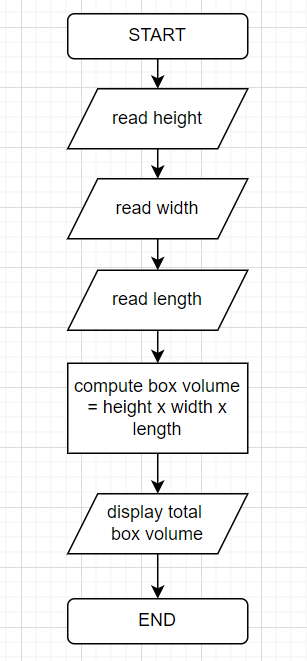 START
read height
read width
read length
compute box volume
= height x width x
length
display total
box volume
END